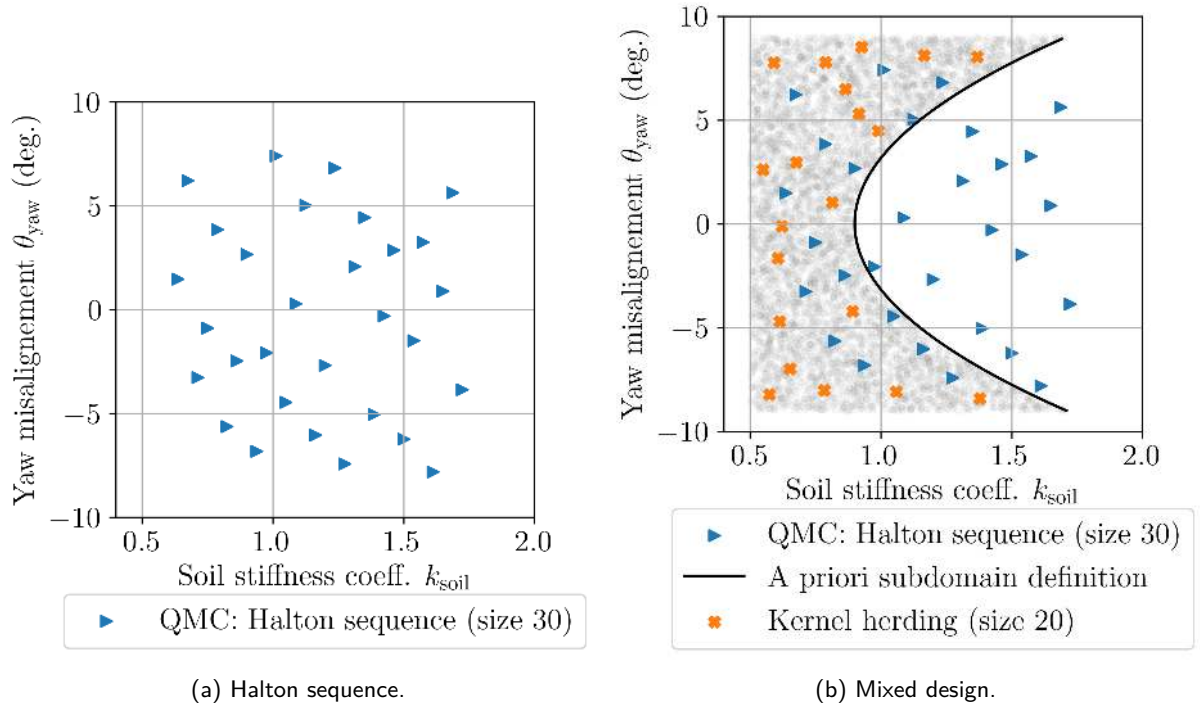 10
5
0
−5
−10
0.5 1.0 1.5 2.0
Yaw misalignement θyaw (deg.)
Soil stiffness coeff. ksoil
QMC: Halton sequence (size 30)
(a) Halton sequence.
10
5
0
−5
−10
0.5 1.0 1.5 2.0
Yaw misalignement θyaw (deg.)
Soil stiffness coeff. ksoil
QMC: Halton sequence (size 30)
A priori subdomain definition
Kernel herding (size 20)
(b) Mixed design.